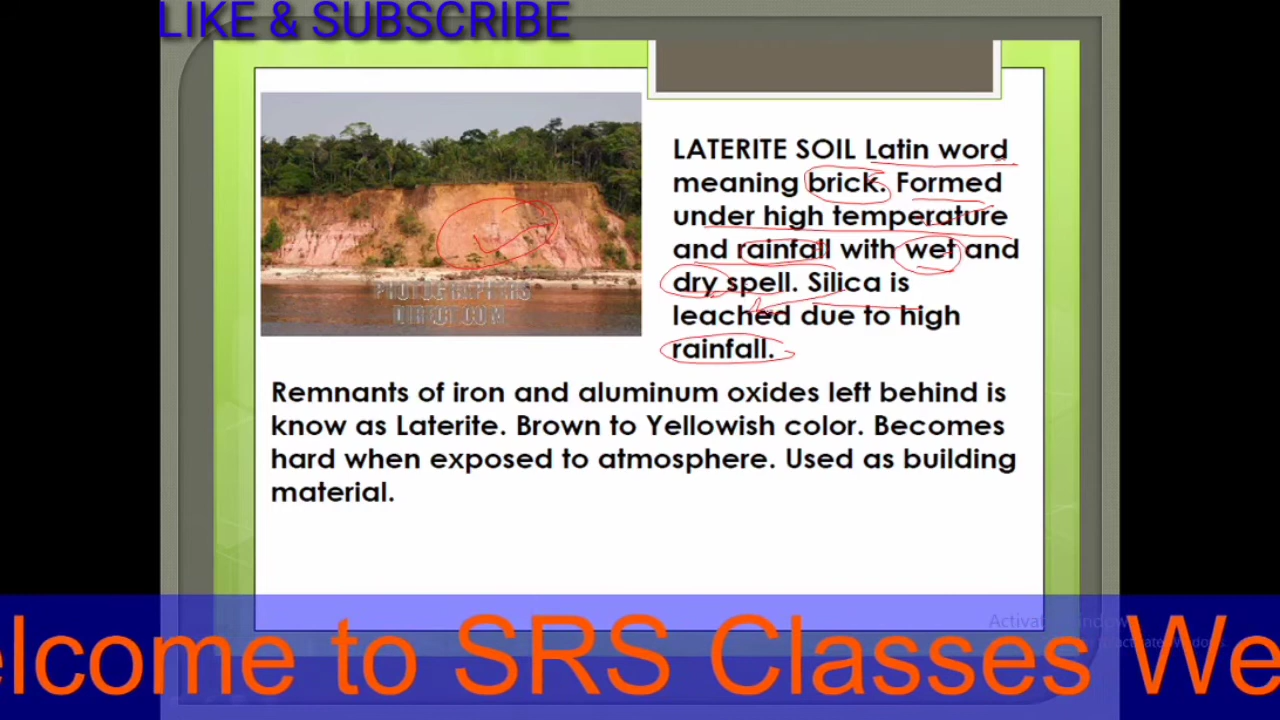 LIKE & SUBSCRIBE
LATERITE SOIL Latin word
meaning brick. Formed
under high temperature
and rainfall with wet and
dry spell. Silica is
leached due to high
rainfall.
PHOTOGRAPHERS
DIRECT.COM
Remnants of iron and aluminum oxides left behind is
know as Laterite. Brown to Yellowish color. Becomes
hard when exposed to atmosphere. Used as building
material.
elcome to SRS Classes We